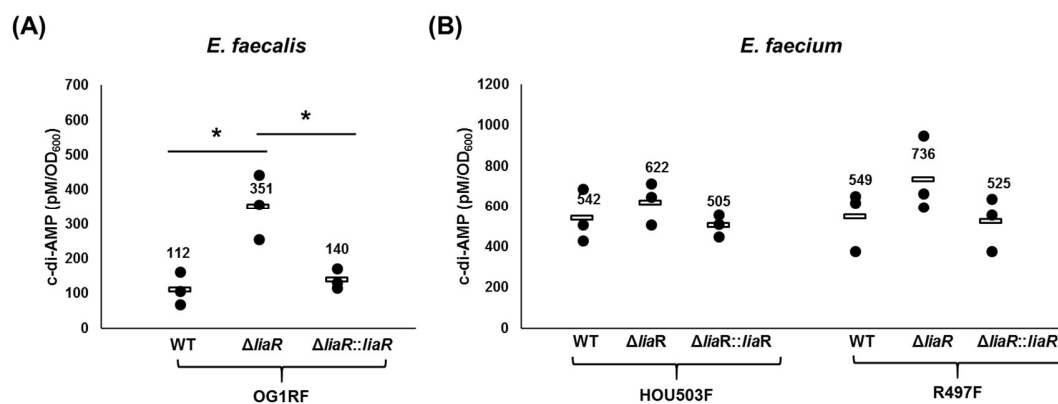 (A)
E. faecalis
c-di-AMP (pM/OD600)
700
600
500
400
300
200
100
0
*
*
112
351
140
WT
ΔliaR
ΔliaR::liaR
OG1RF
(B)
E. faecium
c-di-AMP (pM/OD600)
1200
1000
800
600
400
200
0
542
622
505
549
736
525
WT
ΔliaR
ΔliaR::liaR
WT
ΔliaR
ΔliaR::liaR
HOU503F
R497F